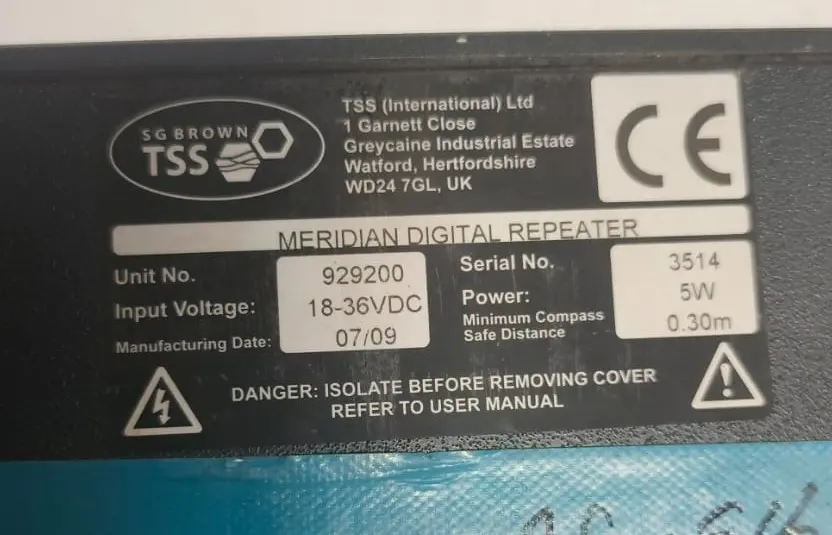 SG BROWN
TSS
TSS (International) Ltd
1 Garnett Close
Greycaine Industrial Estate
Watford, Hertfordshire
WD24 7GL, UK
CE
MERIDIAN DIGITAL REPEATER
Unit No. 929200
Input Voltage: 18-36VDC
Manufacturing Date: 07/09
Serial No. 3514
Power: 5W
Minimum Compass
Safe Distance 0.30m
DANGER: ISOLATE BEFORE REMOVING COVER
REFER TO USER MANUAL